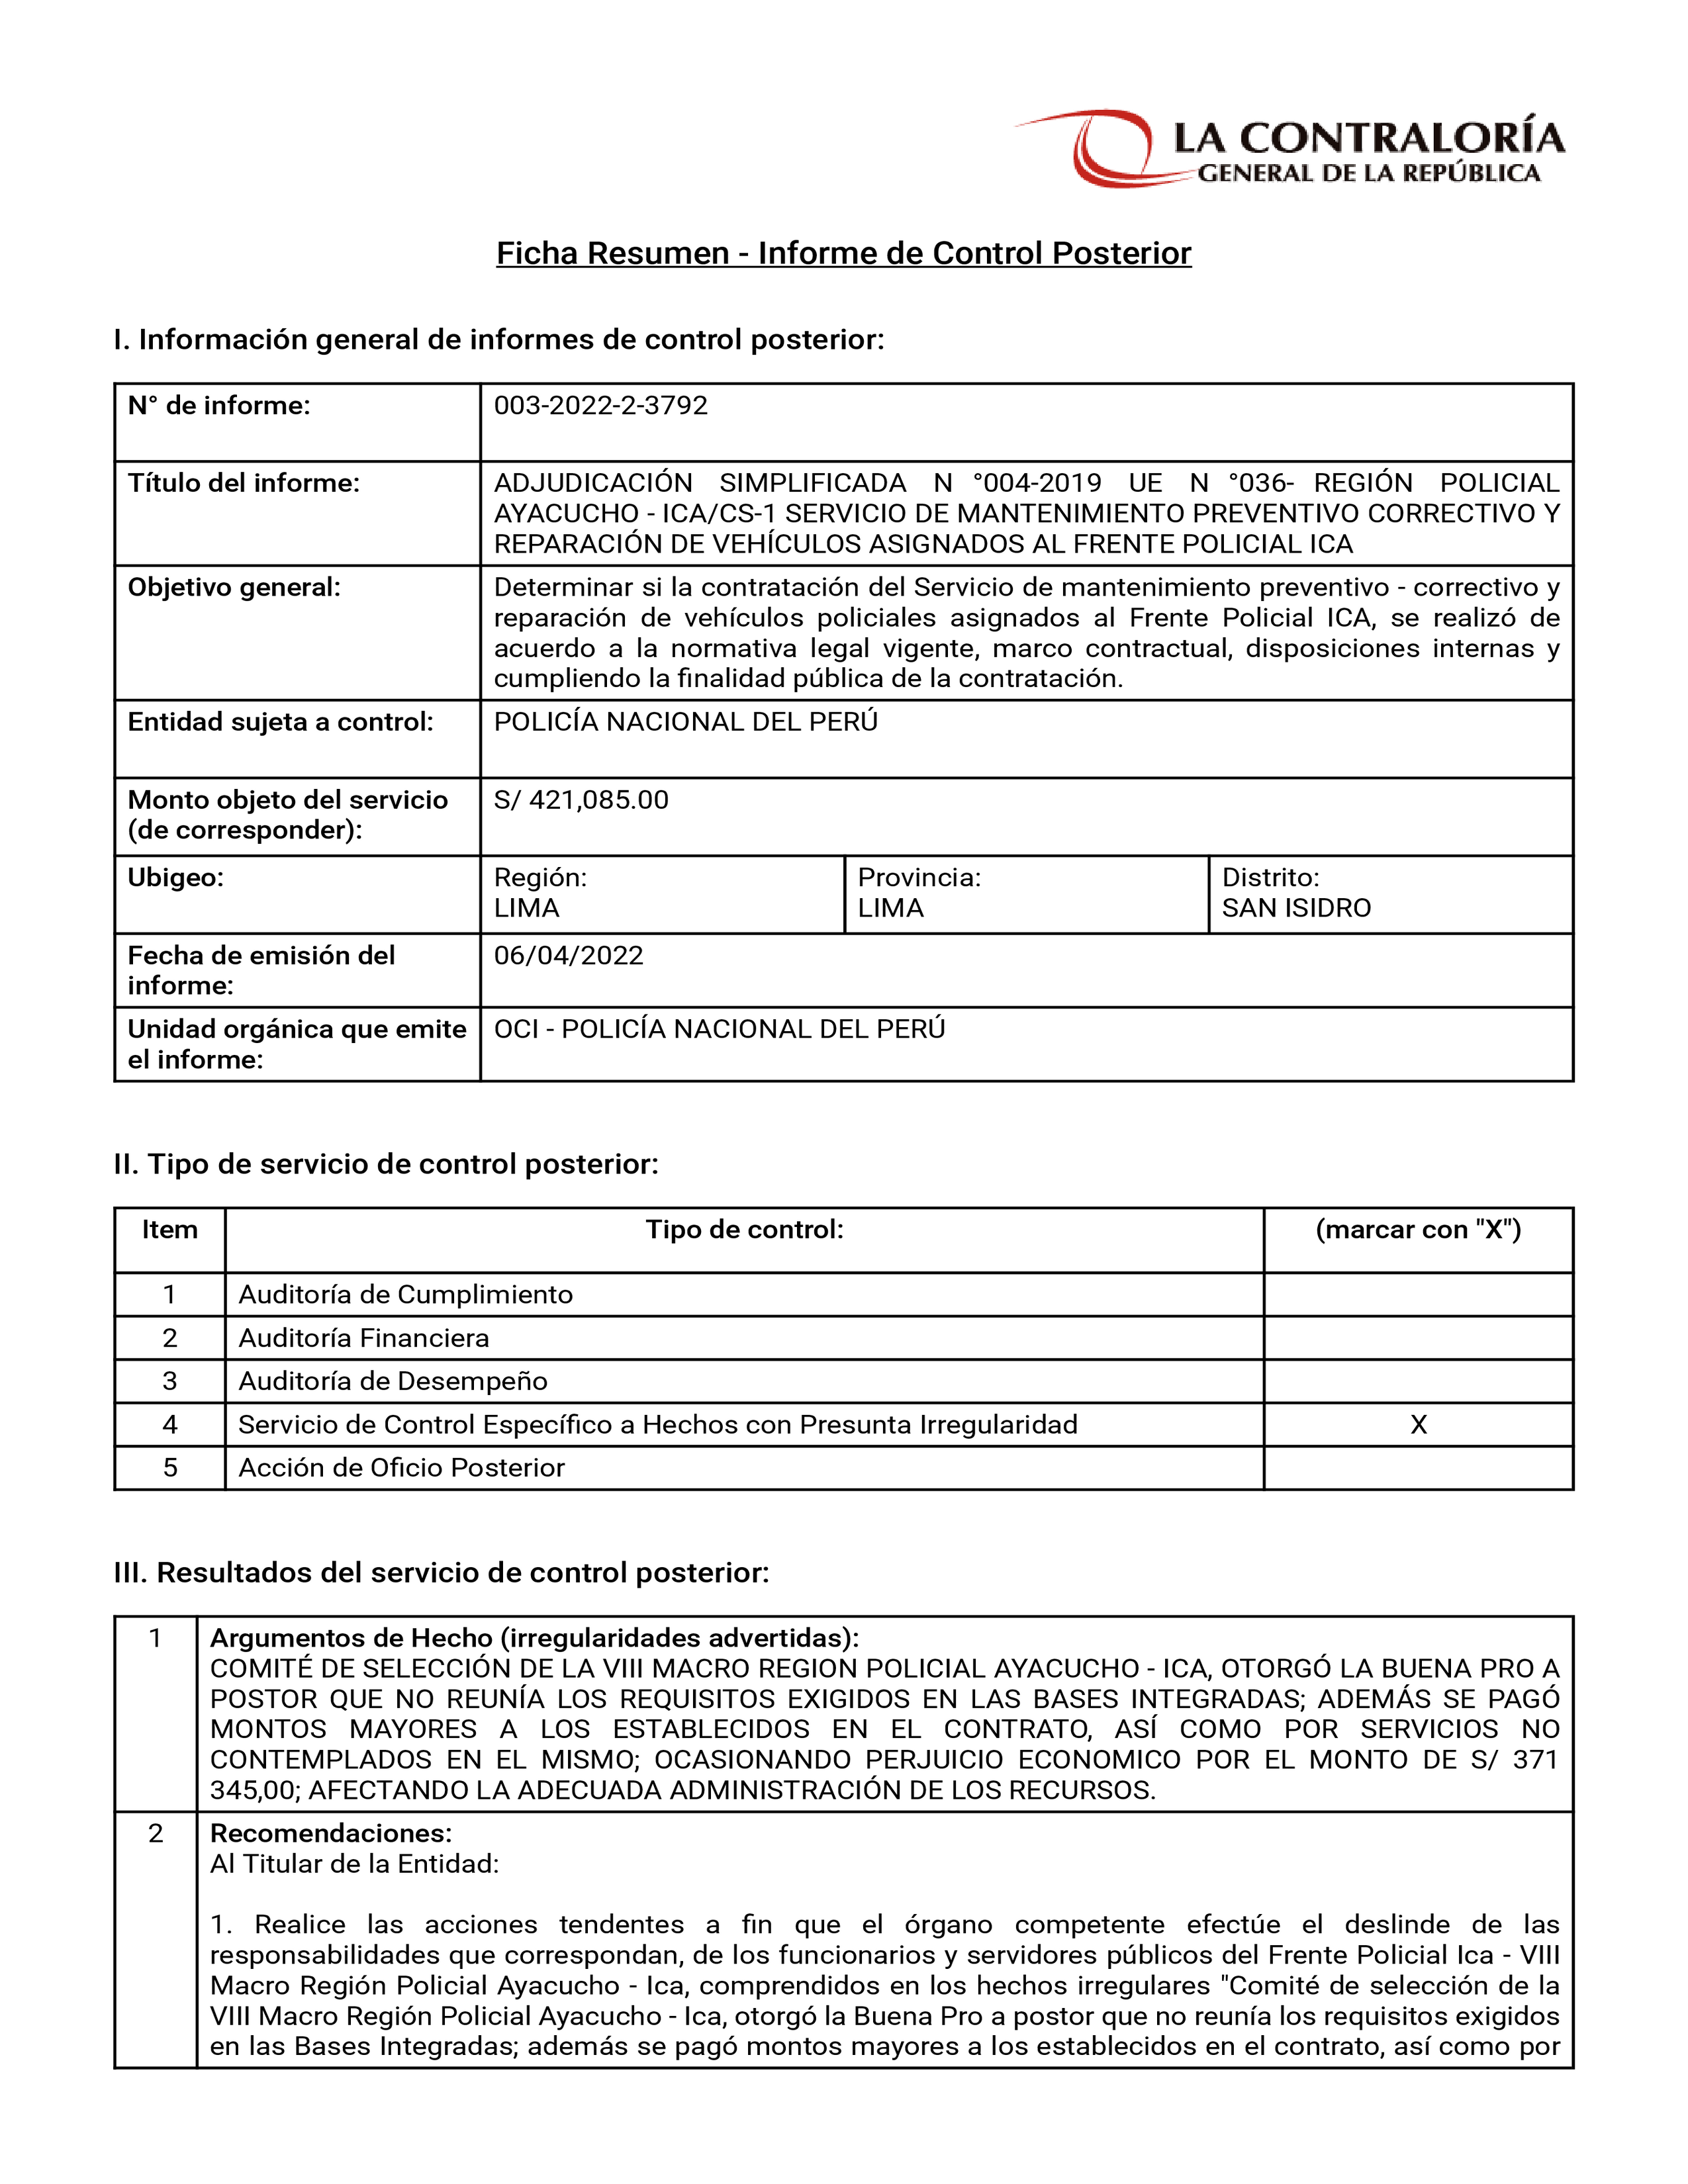 LA CONTRALORÍA
GENERAL DE LA REPÚBLICA
Ficha Resumen - Informe de Control Posterior
I. Información general de informes de control posterior:
N° de informe: 003-2022-2-3792
Título del informe: ADJUDICACIÓN SIMPLIFICADA N °004-2019 UE N °036- REGIÓN POLICIAL
AYACUCHO - ICA/CS-1 SERVICIO DE MANTENIMIENTO PREVENTIVO CORRECTIVO Y
REPARACIÓN DE VEHÍCULOS ASIGNADOS AL FRENTE POLICIAL ICA
Objetivo general: Determinar si la contratación del Servicio de mantenimiento preventivo - correctivo y
reparación de vehículos policiales asignados al Frente Policial ICA, se realizó de
acuerdo a la normativa legal vigente, marco contractual, disposiciones internas y
cumpliendo la finalidad pública de la contratación.
Entidad sujeta a control: POLICÍA NACIONAL DEL PERÚ
Monto objeto del servicio
(de corresponder):
S/ 421,085.00
Ubigeo:
Región:
LIMA
Provincia:
LIMA
Distrito:
SAN ISIDRO
Fecha de emisión del
informe:
06/04/2022
Unidad orgánica que emite
el informe:
OCI - POLICÍA NACIONAL DEL PERÚ
II. Tipo de servicio de control posterior:
Item Tipo de control: (marcar con "X")
1 Auditoría de Cumplimiento
2 Auditoría Financiera
3 Auditoría de Desempeño
4 Servicio de Control Específico a Hechos con Presunta Irregularidad X
5 Acción de Oficio Posterior
III. Resultados del servicio de control posterior:
1 Argumentos de Hecho (irregularidades advertidas):
COMITÉ DE SELECCIÓN DE LA VIII MACRO REGION POLICIAL AYACUCHO - ICA, OTORGÓ LA BUENA PRO A
POSTOR QUE NO REUNÍA LOS REQUISITOS EXIGIDOS EN LAS BASES INTEGRADAS; ADEMÁS SE PAGÓ
MONTOS MAYORES A LOS ESTABLECIDOS EN EL CONTRATO, ASÍ COMO POR SERVICIOS NO
CONTEMPLADOS EN EL MISMO; OCASIONANDO PERJUICIO ECONOMICO POR EL MONTO DE S/ 371
345,00; AFECTANDO LA ADECUADA ADMINISTRACIÓN DE LOS RECURSOS.
2 Recomendaciones:
Al Titular de la Entidad:
1. Realice las acciones tendentes a fin que el órgano competente efectúe el deslinde de las
responsabilidades que correspondan, de los funcionarios y servidores públicos del Frente Policial Ica - VIII
Macro Región Policial Ayacucho - Ica, comprendidos en los hechos irregulares "Comité de selección de la
VIII Macro Región Policial Ayacucho - Ica, otorgó la Buena Pro a postor que no reunía los requisitos exigidos
en las Bases Integradas; además se pagó montos mayores a los establecidos en el contrato, así como por